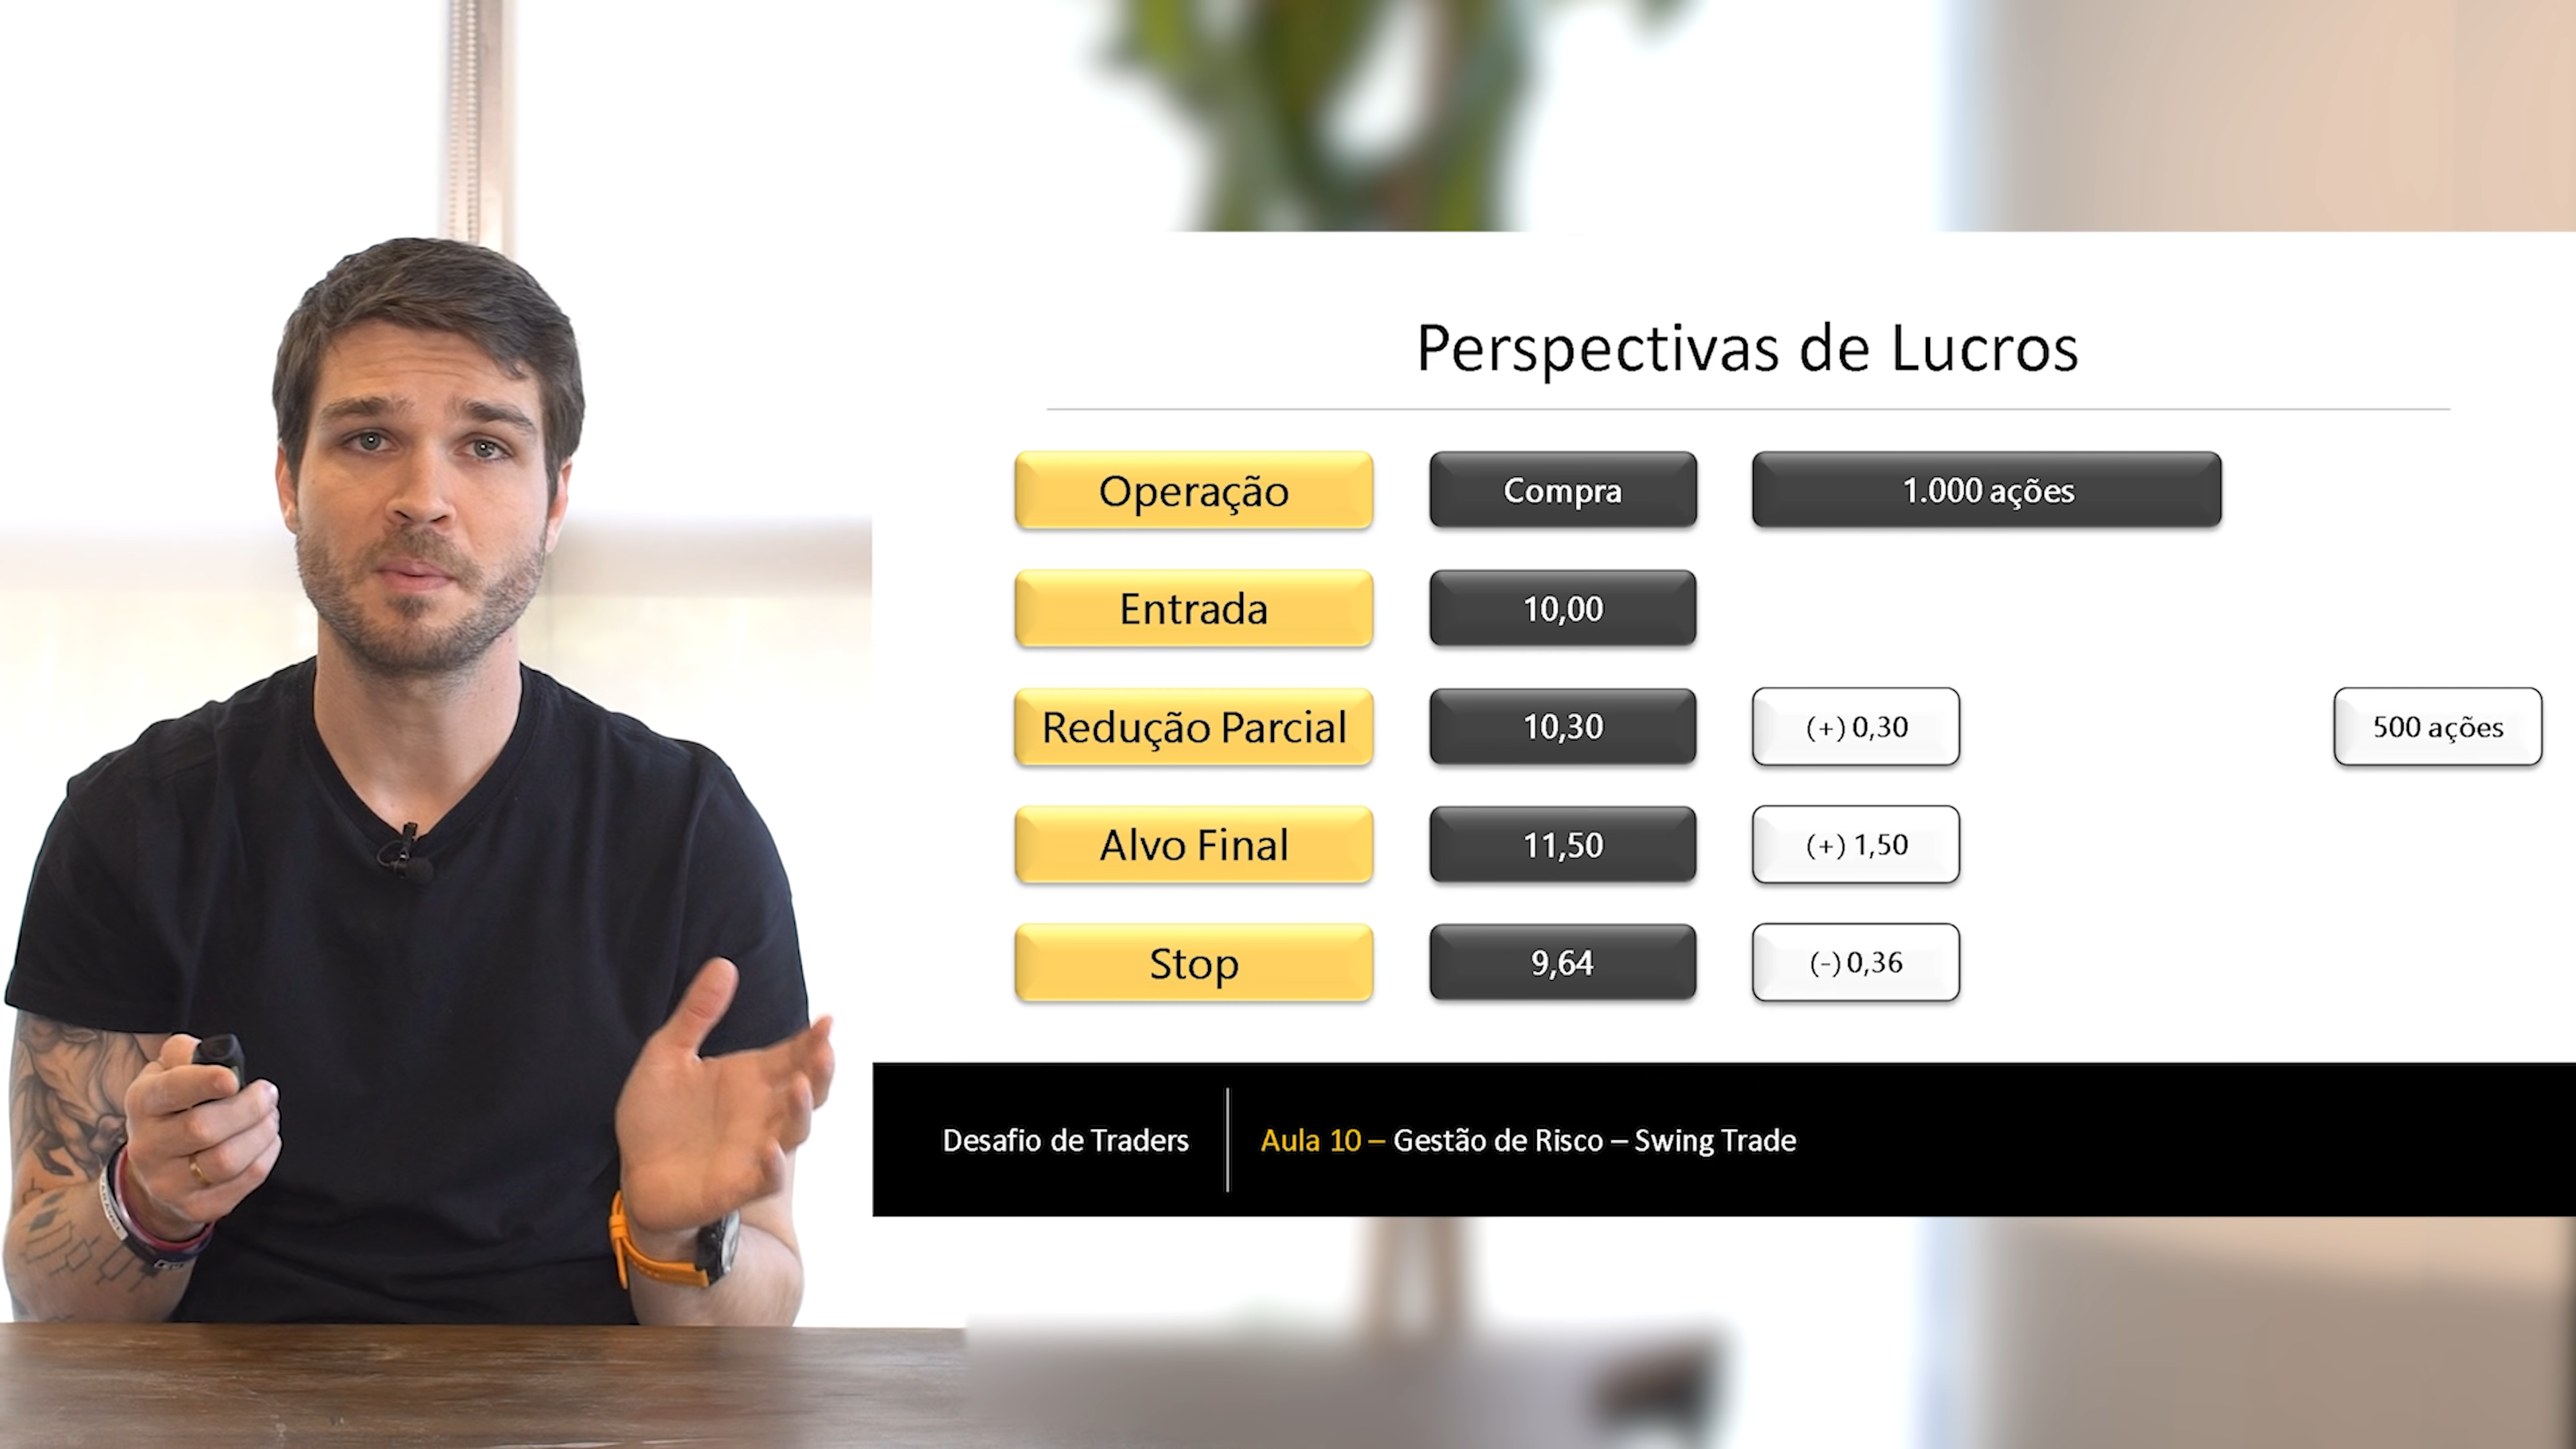 Perspectivas de Lucros
Operação
Compra
1.000 ações
Entrada
10,00
Redução Parcial
10,30
(+) 0,30
500 ações
Alvo Final
11,50
(+) 1,50
Stop
9,64
(-) 0,36
Desafio de Traders
Aula 10 – Gestão de Risco – Swing Trade